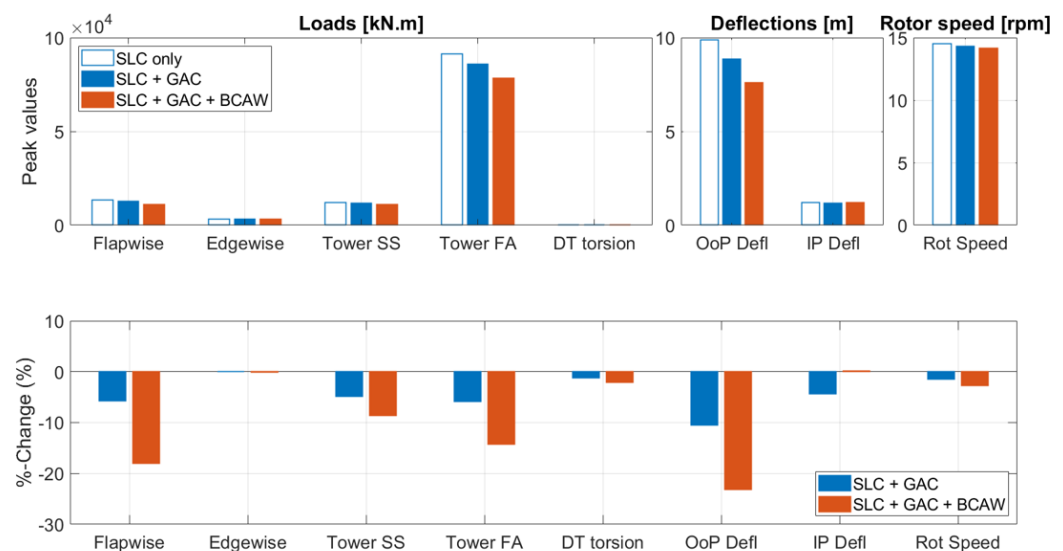 Loads [kN.m]
Deflections [m]
Rotor speed [rpm]
×10⁴
10
5
0
Peak values
SLC only
SLC + GAC
SLC + GAC + BCAW
10
5
0
15
10
5
0
Flapwise
Edgewise
Tower SS
Tower FA
DT torsion
OoP Defl
IP Defl
Rot Speed
10
0
-10
-20
-30
%-Change (%)
SLC + GAC
SLC + GAC + BCAW
Flapwise
Edgewise
Tower SS
Tower FA
DT torsion
OoP Defl
IP Defl
Rot Speed